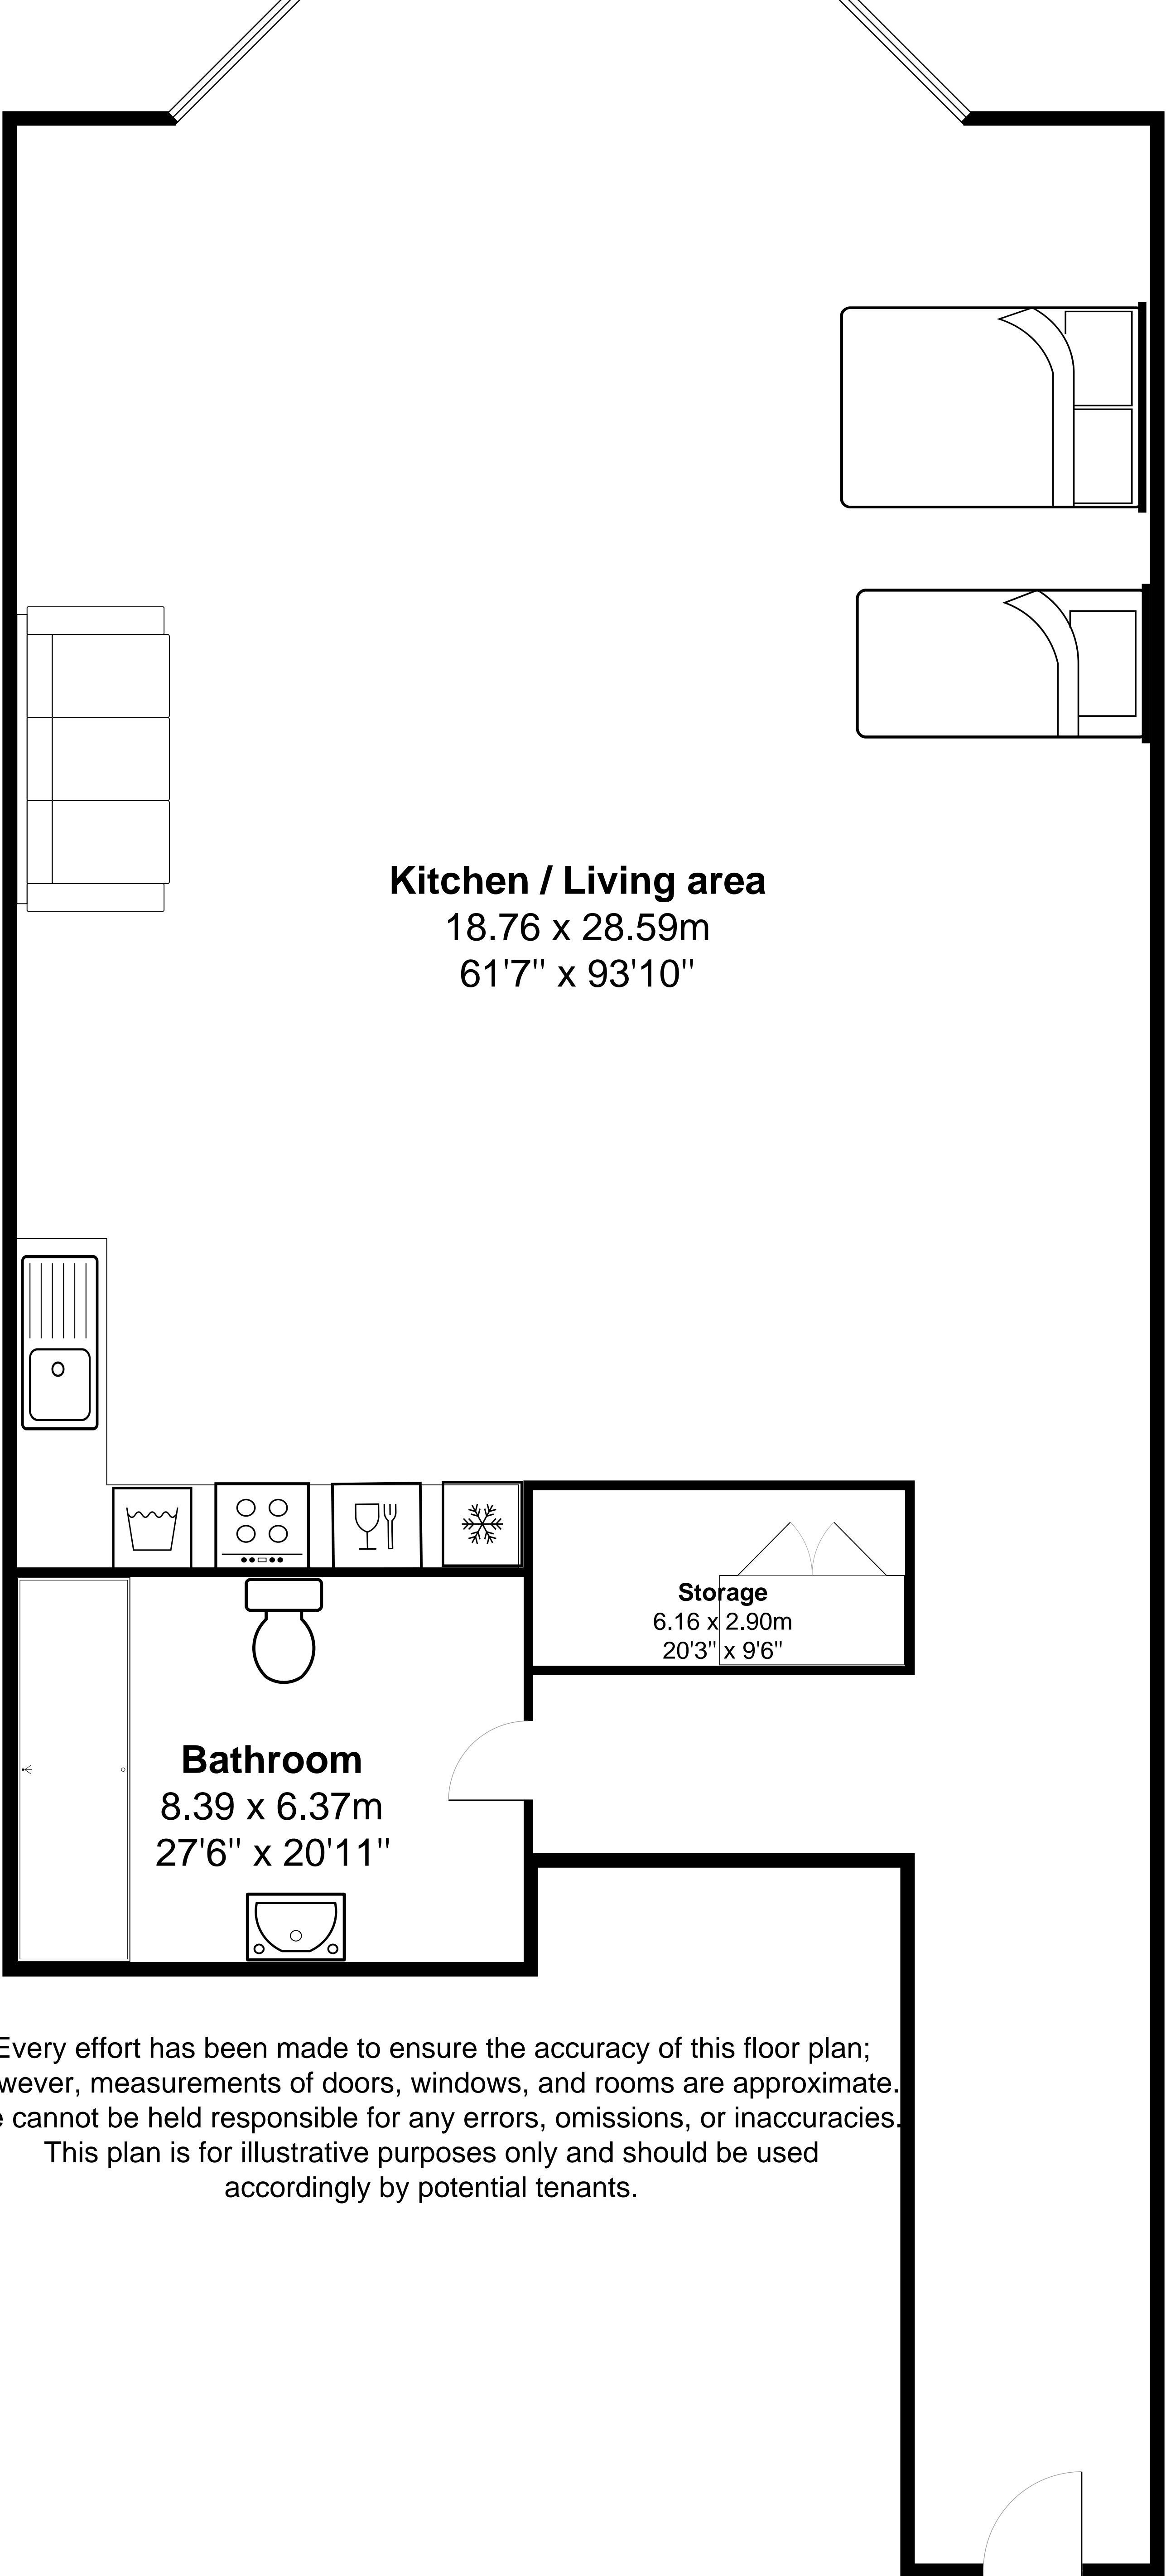 Kitchen / Living area
18.76 x 28.59m
61'7" x 93'10"
Storage
6.16 x 2.90m
20'3" x 9'6"
Bathroom
8.39 x 6.37m
27'6" x 20'11"
Every effort has been made to ensure the accuracy of this floor plan;
measurements of doors, windows, and rooms are approximate.
cannot be held responsible for any errors, omissions, or inaccuracies.
This plan is for illustrative purposes only and should be used
accordingly by potential tenants.